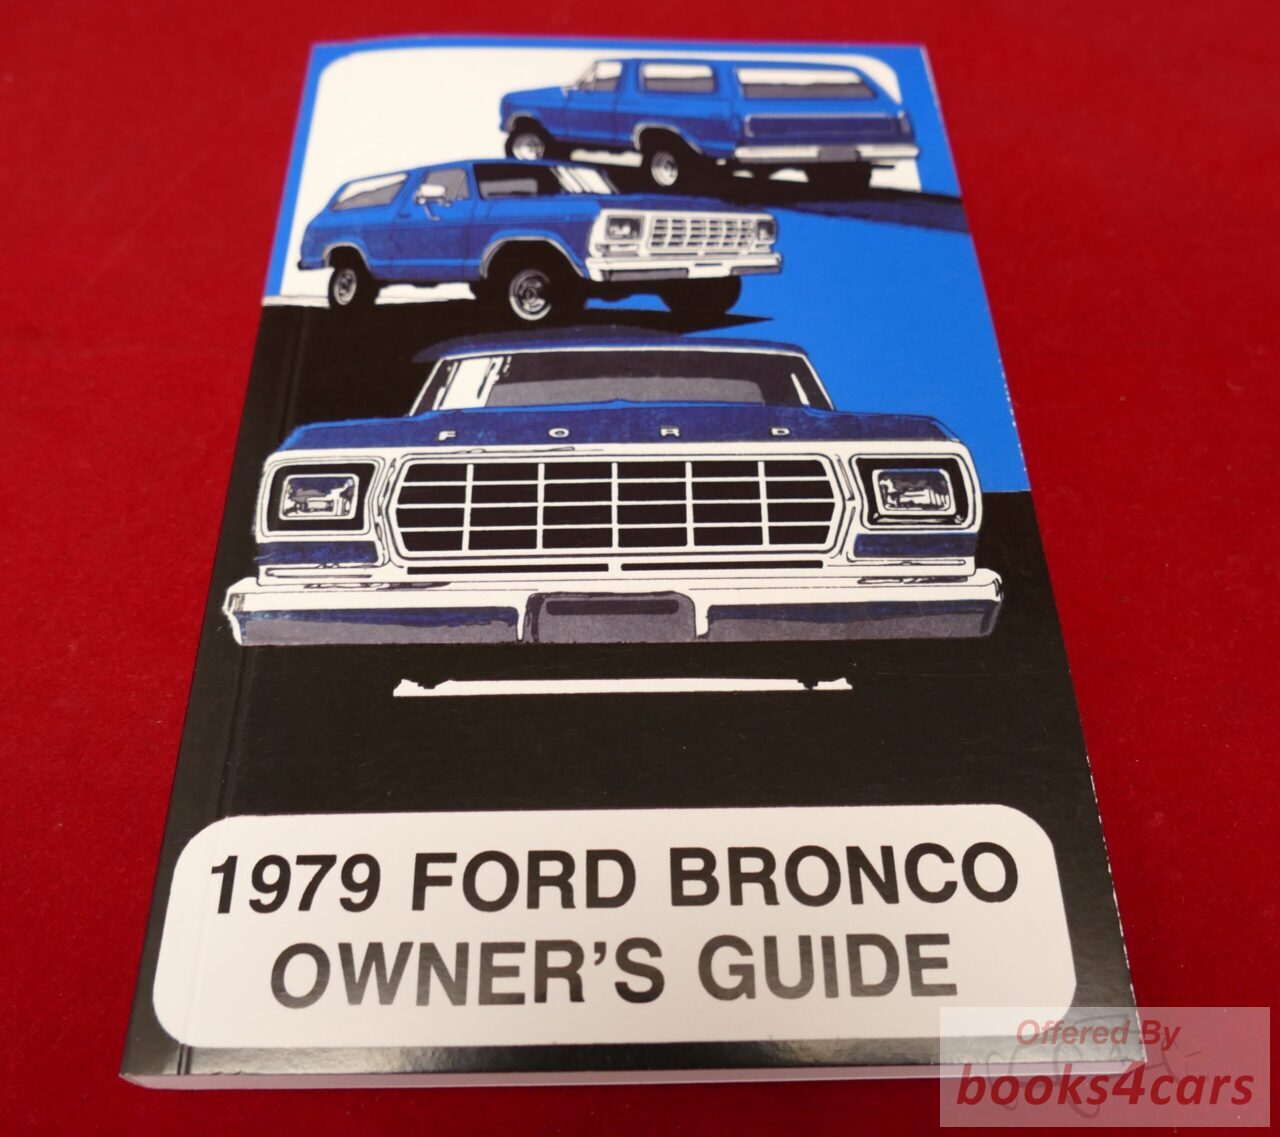 FORD
1979 FORD BRONCO
OWNER'S GUIDE
Offered By
books4cars